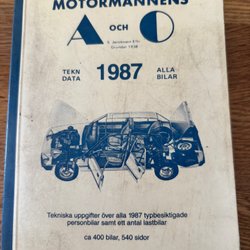 MOTORMÄNNENS
A OCH O
TEKN DATA
1987
ALLA BILAR
Tekniska uppgifter över alla 1987 typbesiktigade
personbilar samt ett antal lastbilar
ca 400 bilar, 540 sidor